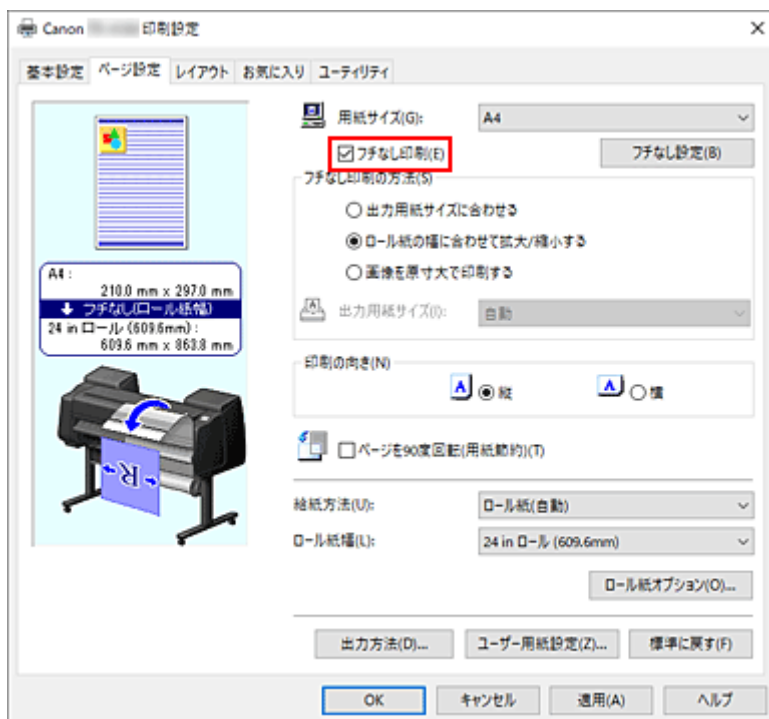 Canon 印刷設定
基本設定 ページ設定 レイアウト お気に入り ユーティリティ
用紙サイズ(G): A4
フチなし印刷(E) フチなし設定(B)
フチなし印刷の方法(S)
出力用紙サイズに合わせる
ロール紙の幅に合わせて拡大/縮小する
画像を原寸大で印刷する
出力用紙サイズ(I): 自動
A4 :
210.0 mm x 297.0 mm
フチなし(ロール紙幅)
24 in ロール (609.6mm) :
609.6 mm x 863.8 mm
印刷の向き(N)
A 縦 A 横
ページを90度回転(用紙節約)(T)
R
給紙方法(U): ロール紙(自動)
ロール紙幅(L): 24 in ロール (609.6mm)
ロール紙オプション(O)...
出力方法(D)... ユーザー用紙設定(Z)... 標準に戻す(F)
OK キャンセル 適用(A) ヘルプ